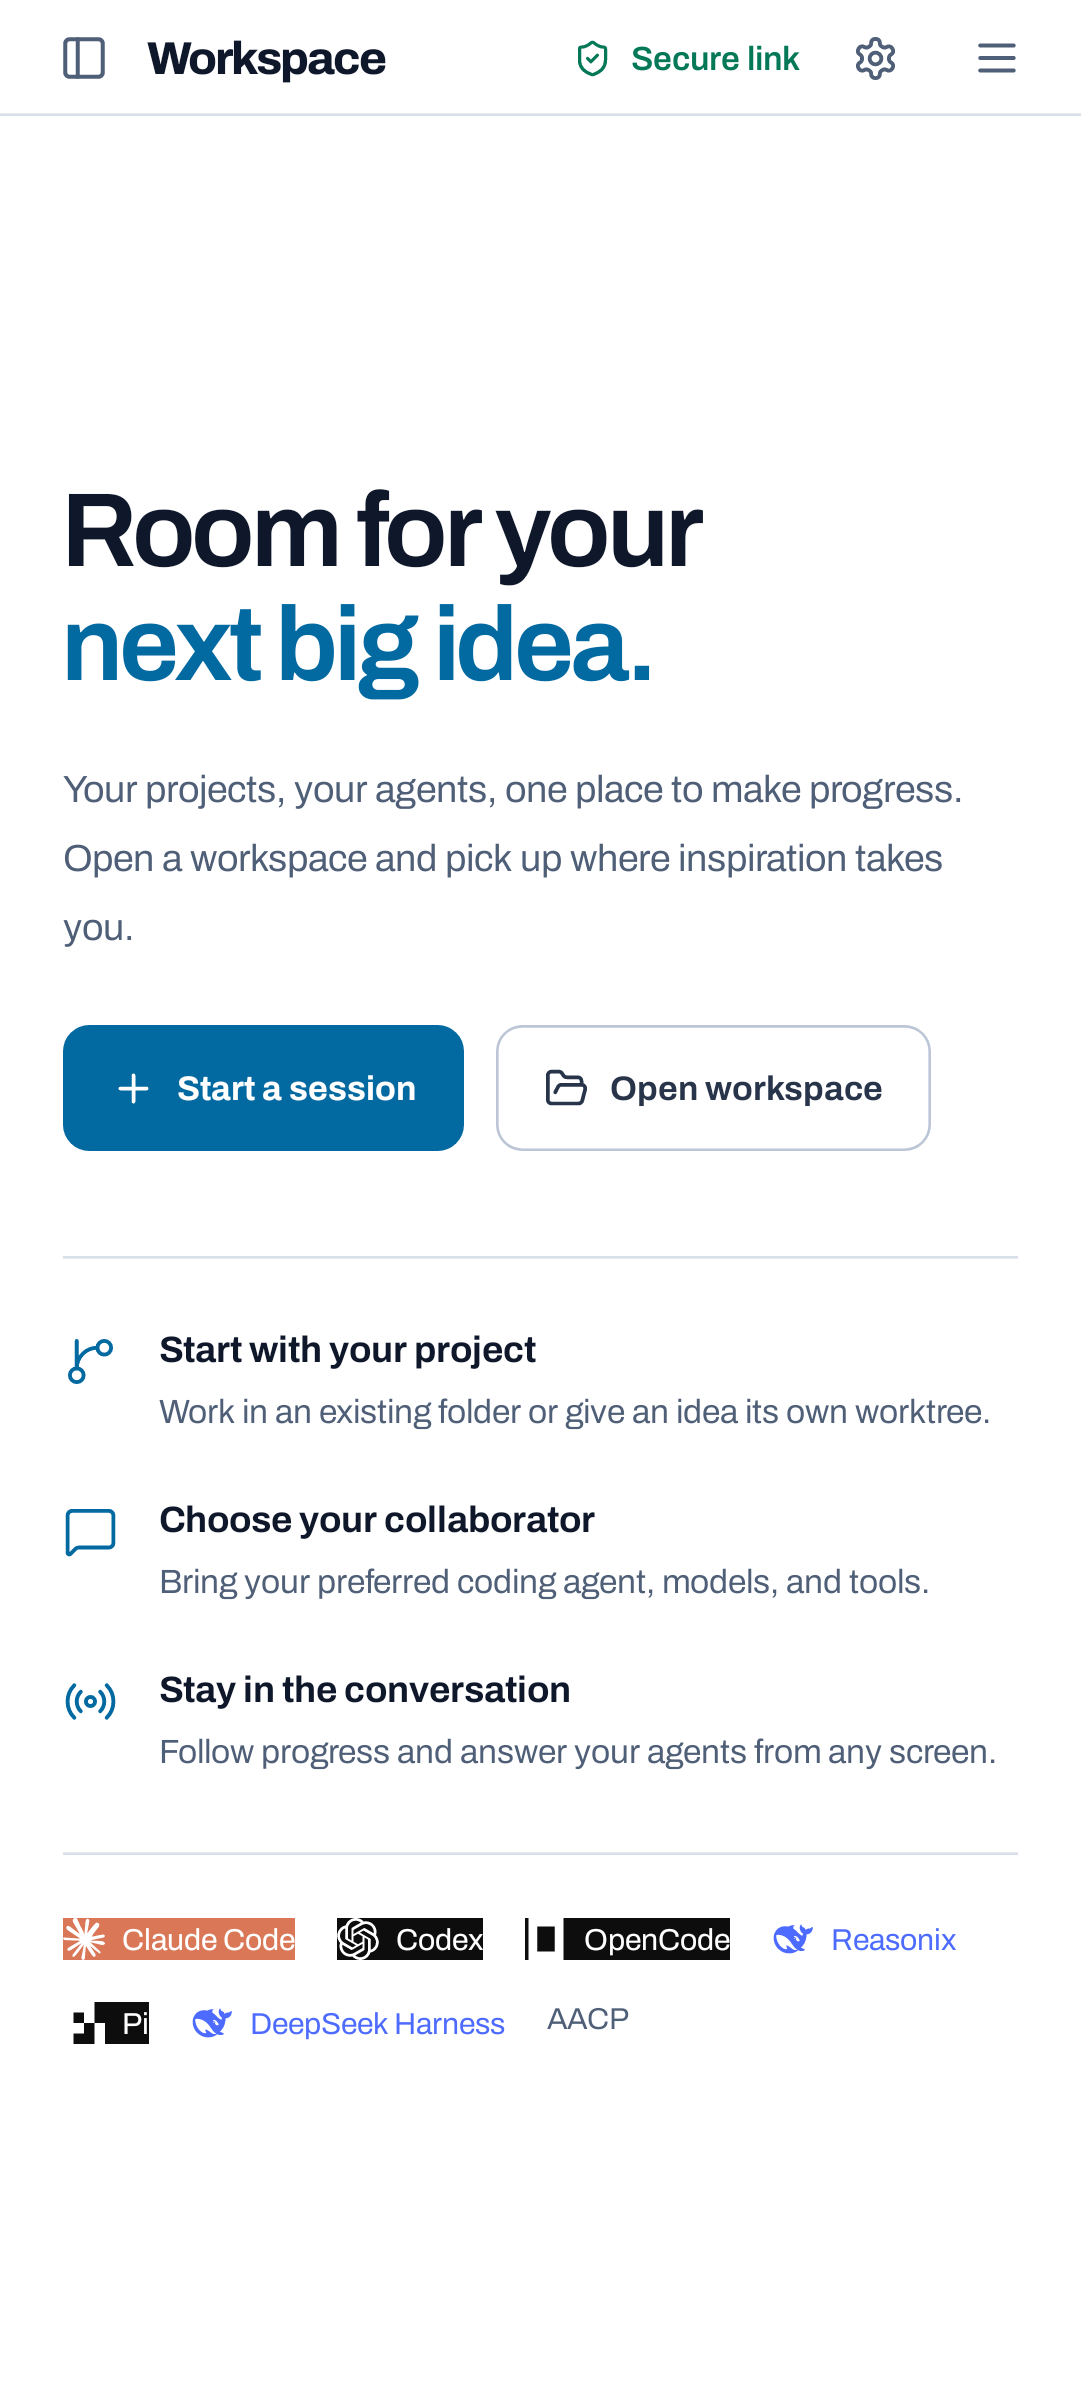 Workspace
Secure link
Room for your
next big idea.
Your projects, your agents, one place to make progress.
Open a workspace and pick up where inspiration takes
you.
Start a session
Open workspace
Start with your project
Work in an existing folder or give an idea its own worktree.
Choose your collaborator
Bring your preferred coding agent, models, and tools.
Stay in the conversation
Follow progress and answer your agents from any screen.
Claude Code
Codex
OpenCode
Reasonix
Pi
DeepSeek Harness
AACP